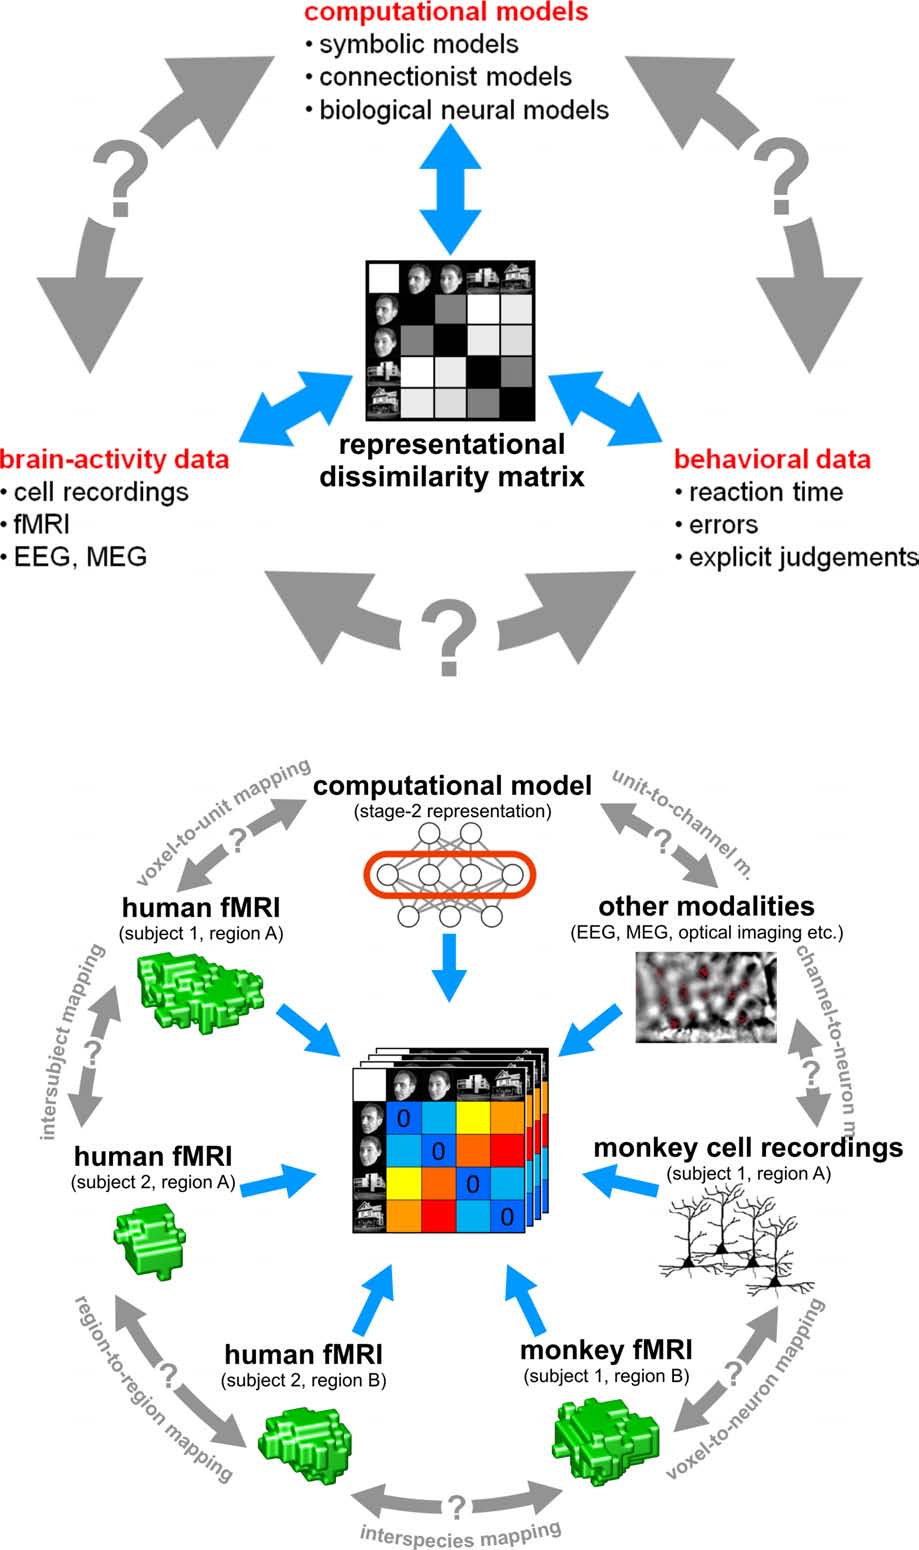 computational models
• symbolic models
• connectionist models
• biological neural models
?
?
representational
dissimilarity matrix
brain-activity data
• cell recordings
• fMRI
• EEG, MEG
behavioral data
• reaction time
• errors
• explicit judgements
?
computational model
(stage-2 representation)
voxel-to-unit mapping
?
unit-to-channel m.
?
human fMRI
(subject 1, region A)
other modalities
(EEG, MEG, optical imaging etc.)
intersubject mapping
?
channel-to-neuron m
?
0
0
0
0
human fMRI
(subject 2, region A)
monkey cell recordings
(subject 1, region A)
region-to-region mapping
?
human fMRI
(subject 2, region B)
monkey fMRI
(subject 1, region B)
voxel-to-neuron mapping
?
?
interspecies mapping